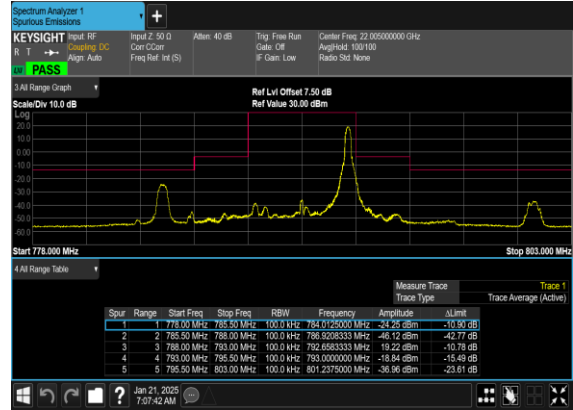 Spectrum Analyzer 1
Spurious Emissions
KEYSIGHT Input: RF Input Z: 50 Ω Atten: 40 dB Trig: Free Run Center Freq: 22.005000000 GHz
R T Coupling: DC Corr CCorr Gate: Off Avg|Hold: 100/100
Align: Auto Freq Ref: Int (S) IF Gain: Low Radio Std: None
PASS
3 All Range Graph
Ref Lvl Offset 7.50 dB
Scale/Div 10.0 dB Ref Value 30.00 dBm
Log
20.0
10.0
0.00
-10.0
-20.0
-30.0
-40.0
-50.0
-60.0
Start 778.000 MHz Stop 803.000 MHz
4 All Range Table
Measure Trace Trace 1
Trace Type Trace Average (Active)
Spur Range Start Freq Stop Freq RBW Frequency Amplitude ΔLimit
1 1 778.00 MHz 785.50 MHz 100.0 kHz 784.0125000 MHz -24.25 dBm -10.90 dB
2 2 785.50 MHz 788.00 MHz 100.0 kHz 786.9208333 MHz -46.12 dBm -42.77 dB
3 3 788.00 MHz 793.00 MHz 100.0 kHz 792.6583333 MHz 19.22 dBm -10.78 dB
4 4 793.00 MHz 795.50 MHz 100.0 kHz 793.0000000 MHz -18.84 dBm -15.49 dB
5 5 795.50 MHz 803.00 MHz 100.0 kHz 801.2375000 MHz -36.96 dBm -23.61 dB
Jan 21, 2025
7:07:42 AM